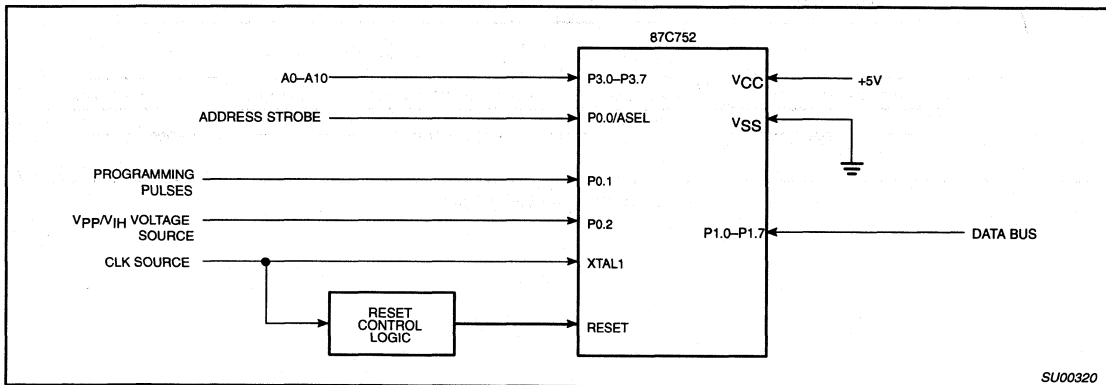 87C752
A0–A10
P3.0–P3.7
VCC
+5V
ADDRESS STROBE
P0.0/ASEL
VSS
PROGRAMMING
PULSES
P0.1
VPP/VIH VOLTAGE
SOURCE
P0.2
P1.0–P1.7
DATA BUS
CLK SOURCE
XTAL1
RESET
CONTROL
LOGIC
RESET
SU00320